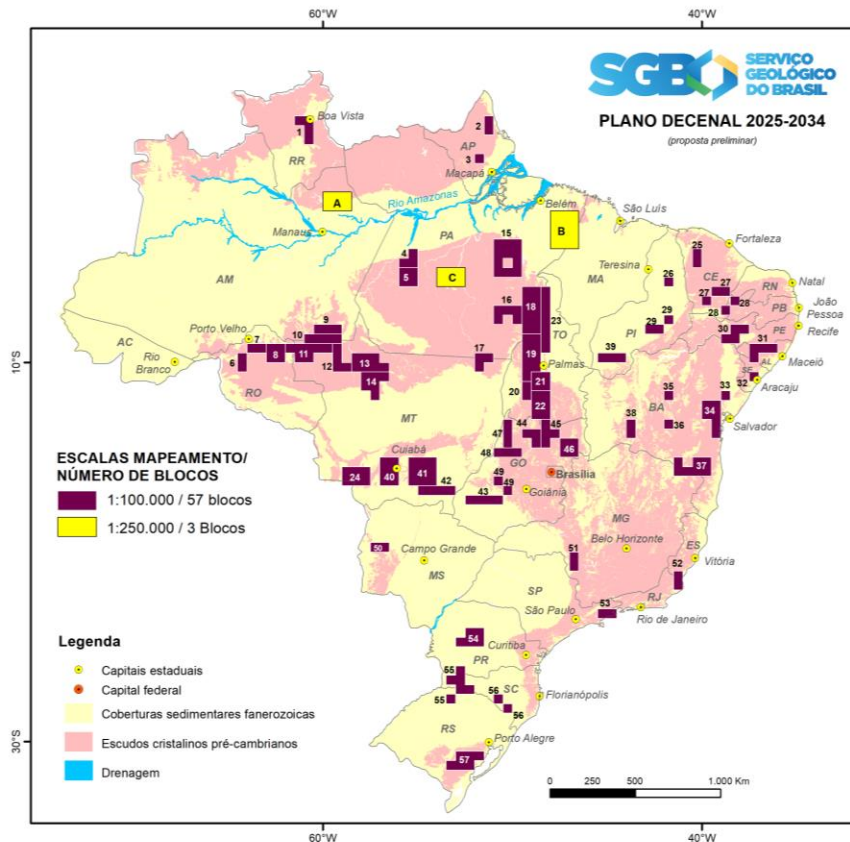 60°W
40°W
SGB
SERVIÇO
GEOLÓGICO
DO BRASIL
PLANO DECENAL 2025-2034
(proposta preliminar)
Boa Vista
1
2
RR
AP
3
Macapá
Rio Amazonas
A
Belém
São Luís
B
Manaus
PA
15
Fortaleza
4
25
5
C
Teresina
CE
AM
MA
26
27
RN
Natal
16
18
23
27
28
PB
João
Pessoa
9
TO
29
28
PE
Recife
Porto Velho
10
29
30
7
PI
AC
8
11
17
19
39
31
10°S
Rio
Branco
6
12
13
Palmas
AL
Maceió
14
20
21
SE
32
Aracaju
RO
22
35
33
MT
BA
34
38
36
Salvador
47
44
45
Cuiabá
48
46
ESCALAS MAPEAMENTO/
NÚMERO DE BLOCOS
GO
Brasília
37
24
40
41
49
1:100.000 / 57 blocos
42
49
43
Goiânia
1:250.000 / 3 Blocos
MG
Belo Horizonte
50
Campo Grande
51
ES
Vitória
MS
52
SP
RJ
São Paulo
53
Rio de Janeiro
Legenda
54
Curitiba
Capitais estaduais
PR
Capital federal
55
SC
56
Florianópolis
Coberturas sedimentares fanerozoicas
55
56
RS
Escudos cristalinos pré-cambrianos
Porto Alegre
30°S
57
Drenagem
0
250
500
1.000 Km
60°W
40°W